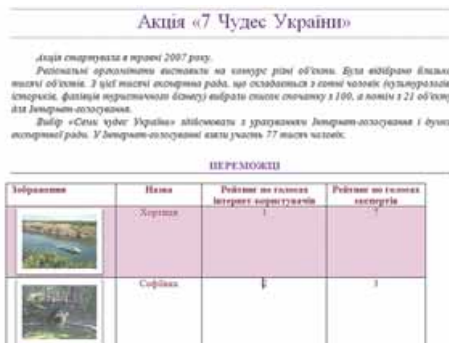 Акція «7 Чудес України»
Акція стартувала в травні 2007 року.
Регіональні оргкомітети виставили на конкурс різні об'єкти. Було відібрано близько
тисячі об'єктів. З цієї тисячі експертна рада, що складається з сотні чоловік (культурологів,
істориків, фахівців туристичного бізнесу) вибрали список спочатку з 100, а потім з 21 об'єкту
для Інтернет-голосування.
Вибір «Семи чудес України» здійснювати з урахуванням Інтернет-голосування і думки
експертної ради. У Інтернет-голосуванні взяли участь 77 тисяч чоловік.
ПЕРЕМОЖЦІ
Зображення Назва Рейтинг по голосах Рейтинг по голосах
інтернет користувачів експертів
Хортиця 1 7
Софіївка 2 3